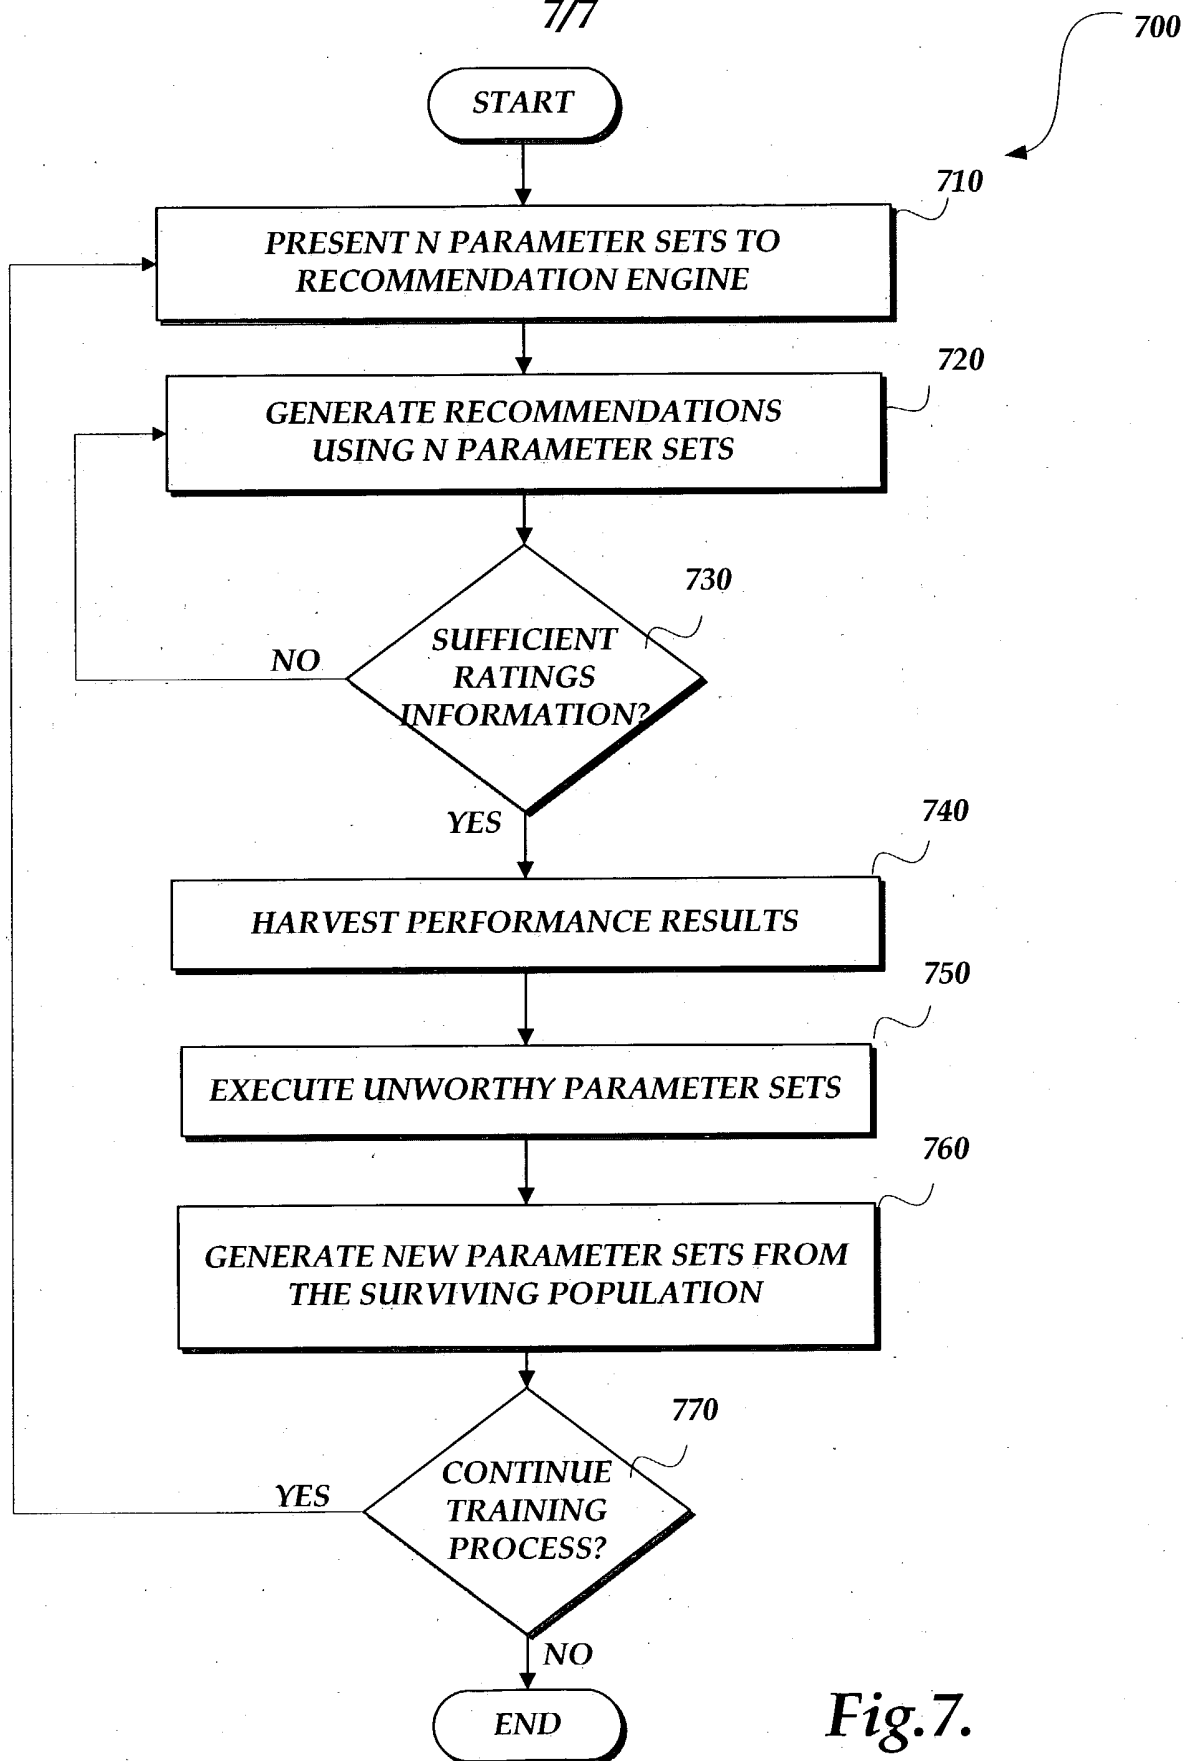 7/7
700
START
710
PRESENT N PARAMETER SETS TO
RECOMMENDATION ENGINE
720
GENERATE RECOMMENDATIONS
USING N PARAMETER SETS
730
SUFFICIENT
RATINGS
INFORMATION?
NO
YES
740
HARVEST PERFORMANCE RESULTS
750
EXECUTE UNWORTHY PARAMETER SETS
760
GENERATE NEW PARAMETER SETS FROM
THE SURVIVING POPULATION
770
CONTINUE
TRAINING
PROCESS?
YES
NO
END
Fig.7.